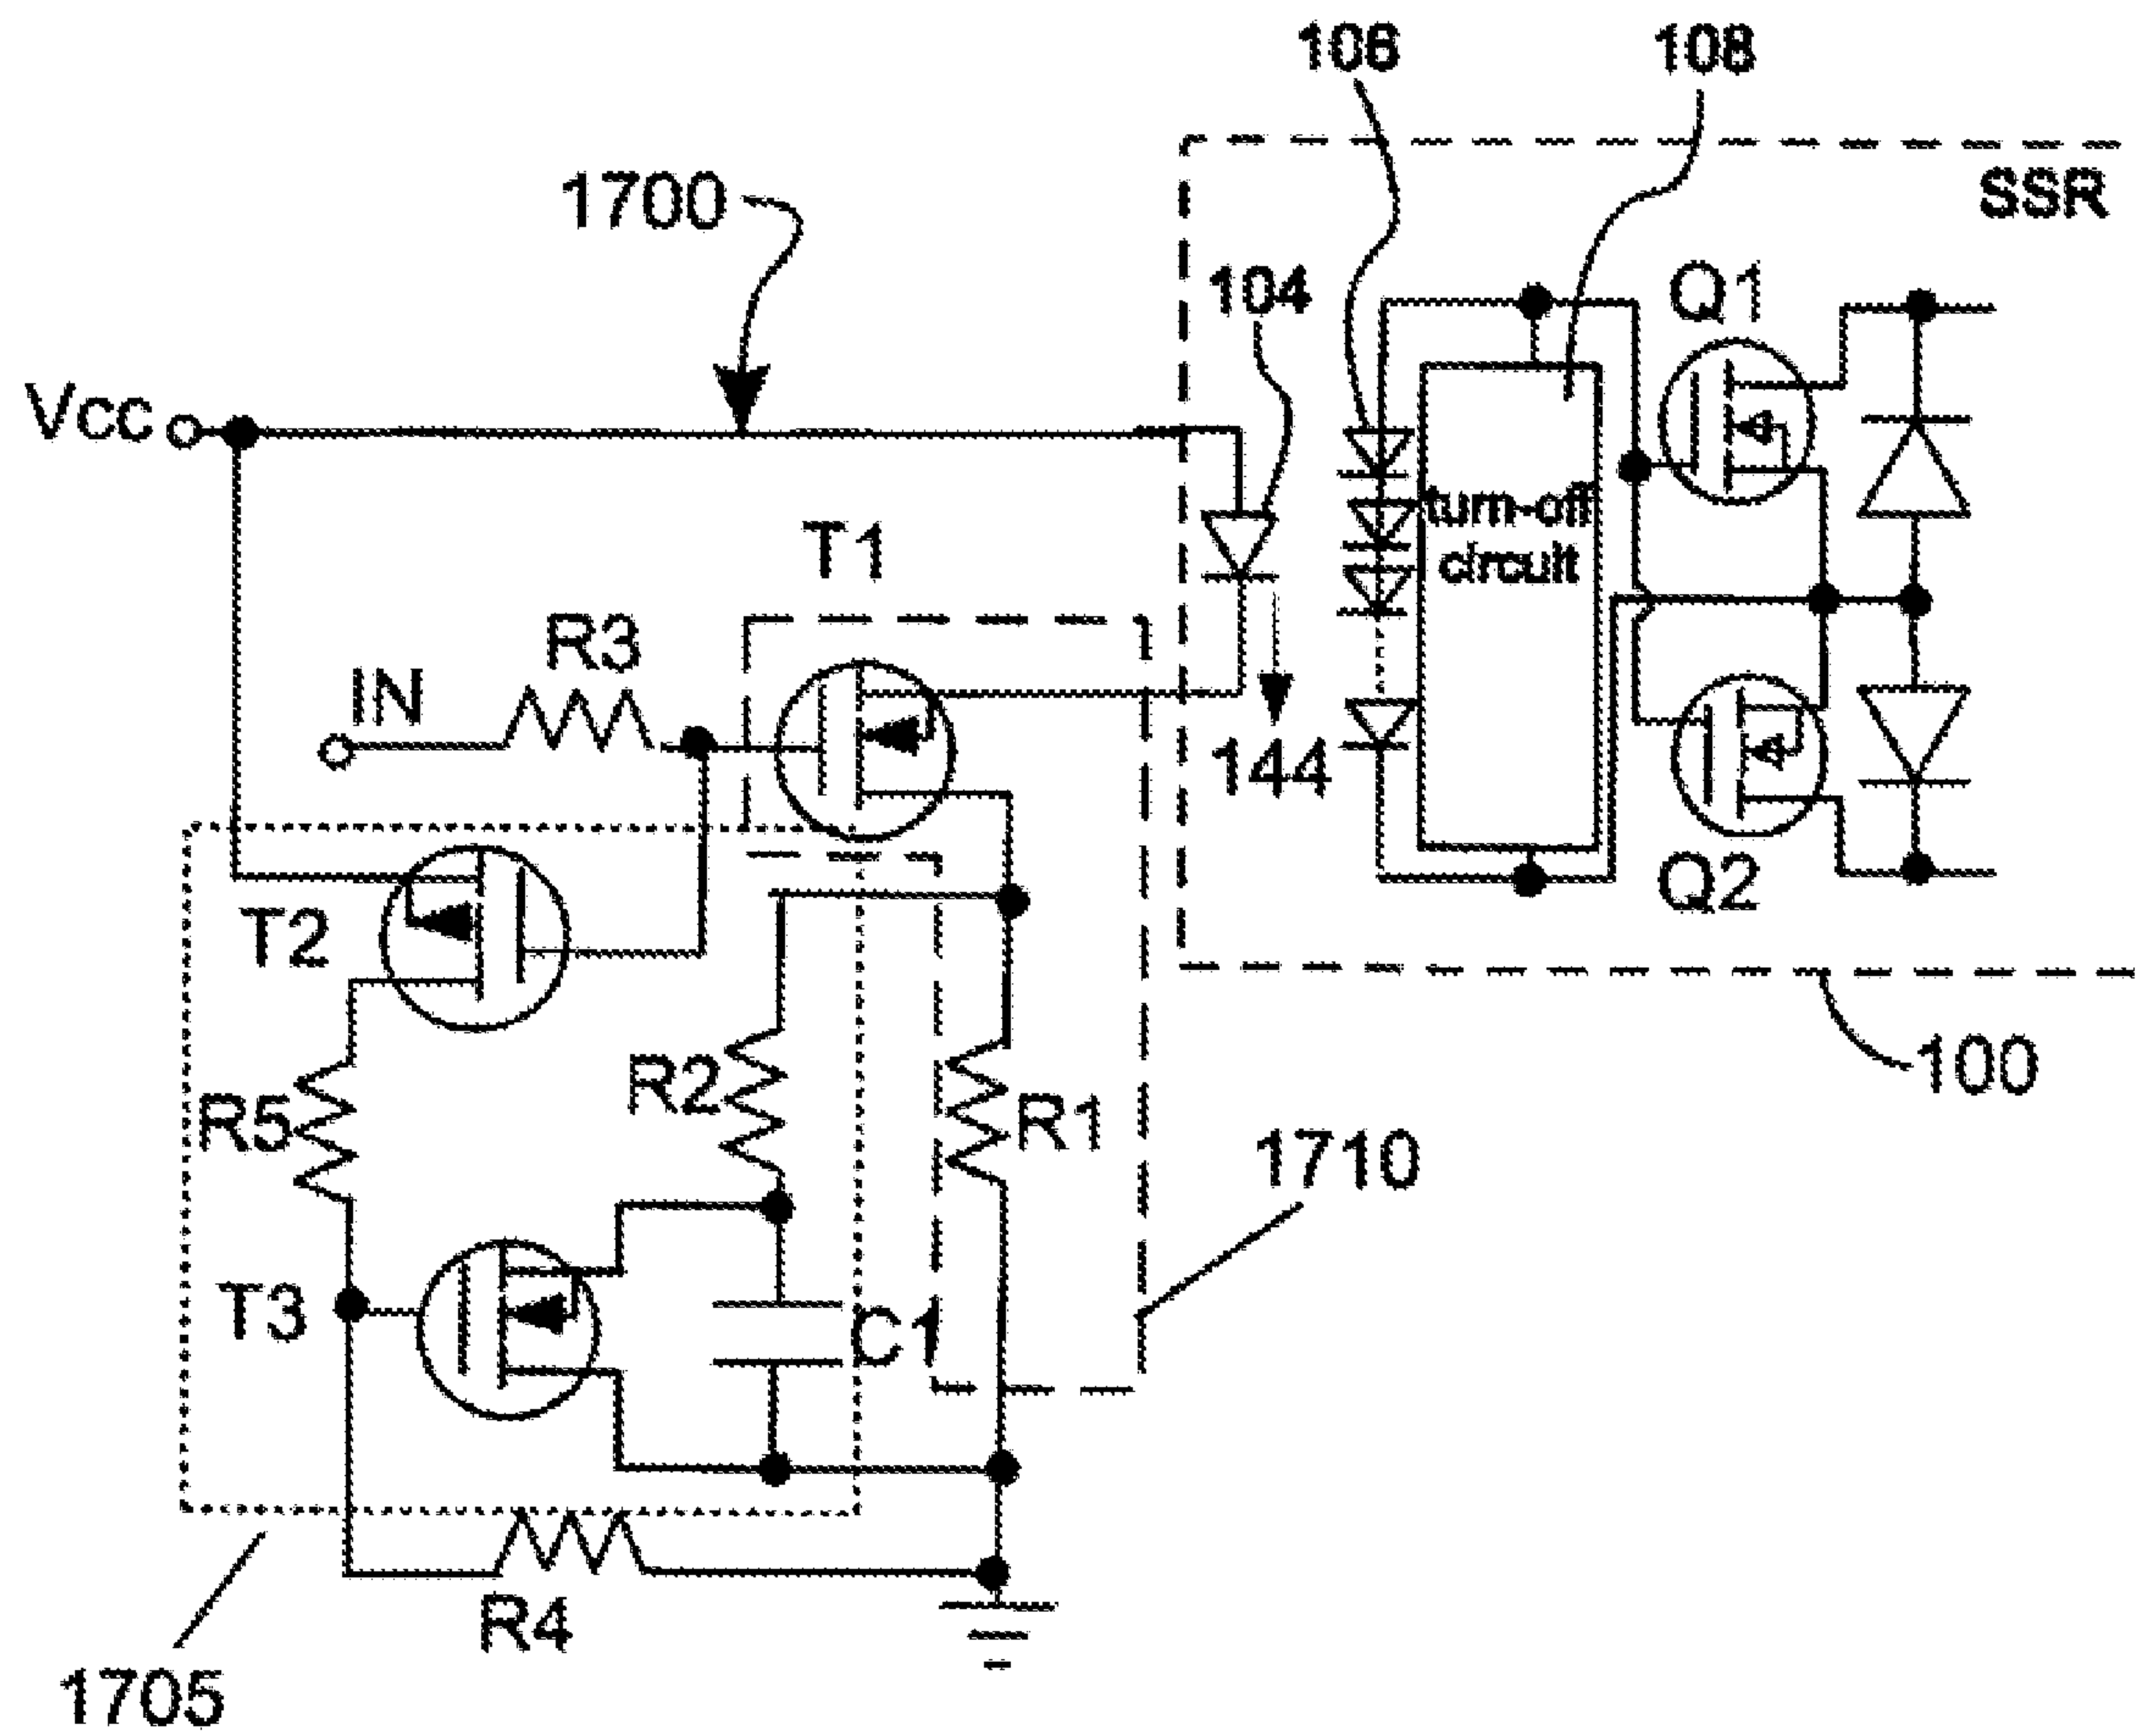 106
108
SSR
1700
104
Q1
Vcc
turn-off
circuit
T1
R3
IN
144
Q2
T2
R2
100
R5
R1
1710
T3
C1
R4
1705